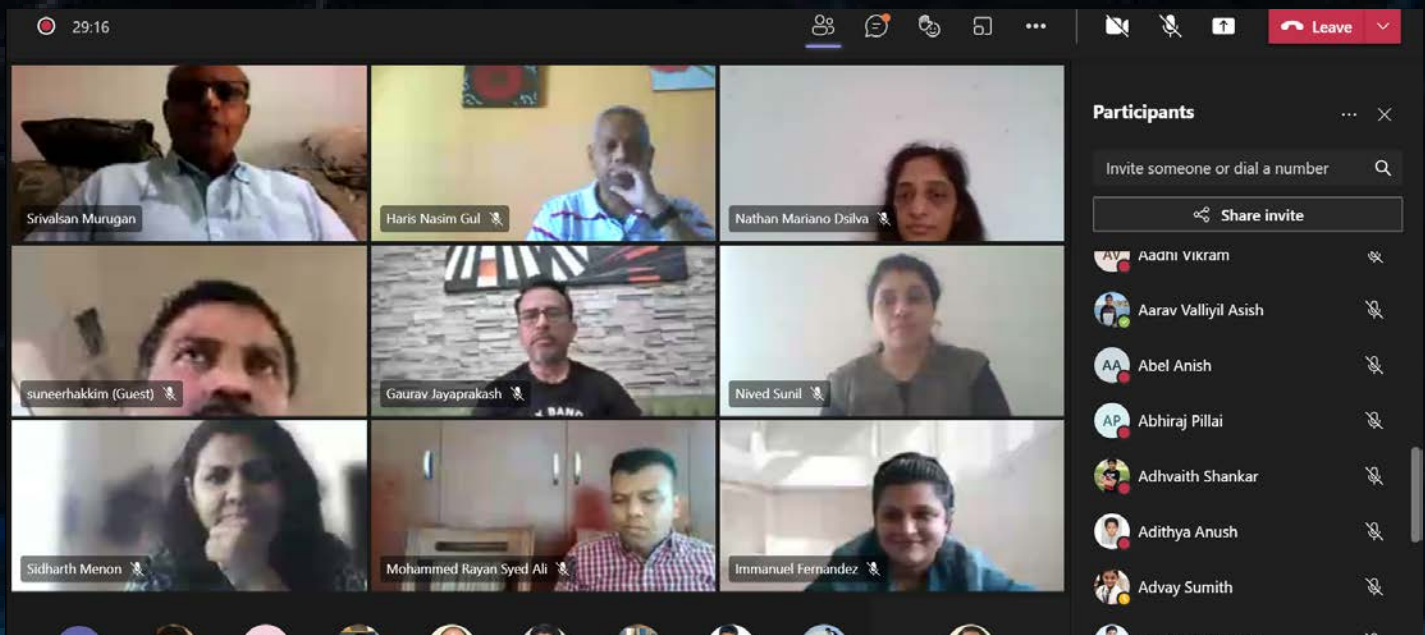 29:16
Leave
Srivalsan Murugan
Haris Nasim Gul
Nathan Mariano Dsilva
suneerhakkim (Guest)
Gaurav Jayaprakash
BAND
Nived Sunil
Sidharth Menon
Mohammed Rayan Syed Ali
Immanuel Fernandez
Participants
Invite someone or dial a number
Share invite
AV Aadhi Vikram
Aarav Valliyil Asish
AA Abel Anish
AP Abhiraj Pillai
Adhvaith Shankar
Adithya Anush
Advay Sumith